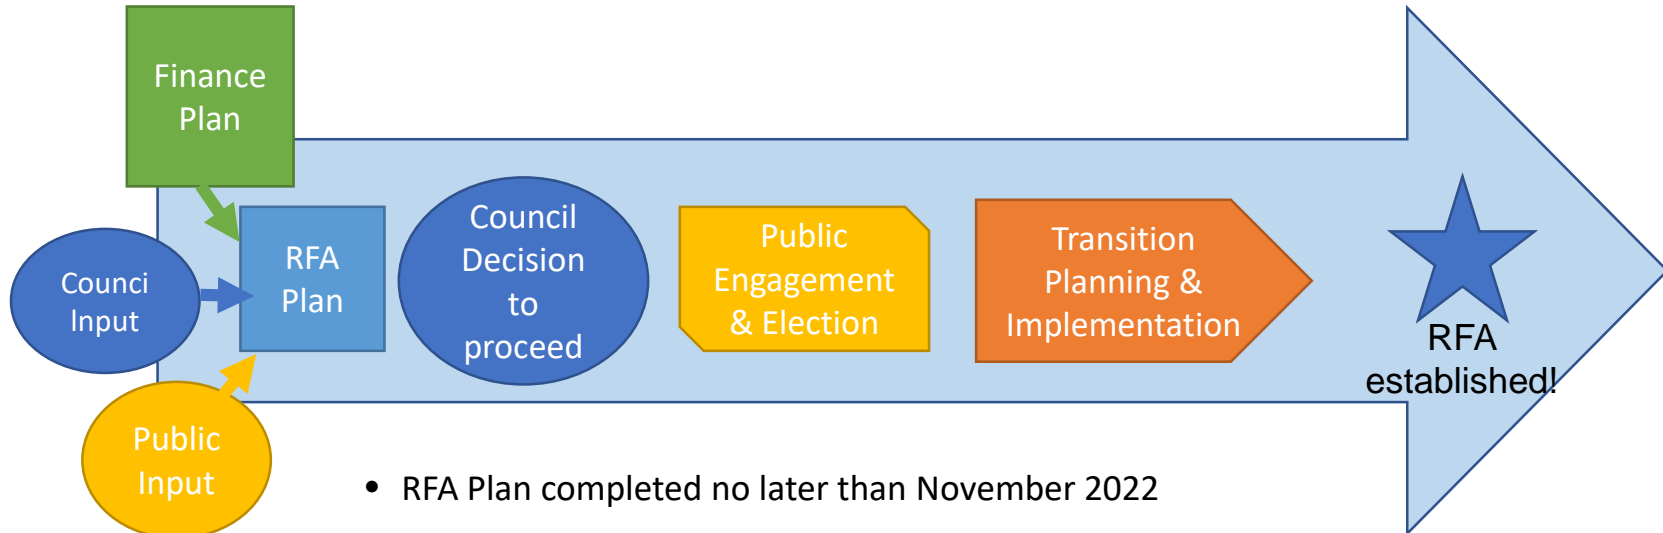 Finance
Plan
Counci
Input
Public
Input
RFA
Plan
Council
Decision
to
proceed
Public
Engagement
& Election
Transition
Planning &
Implementation
RFA
established!
• RFA Plan completed no later than November 2022